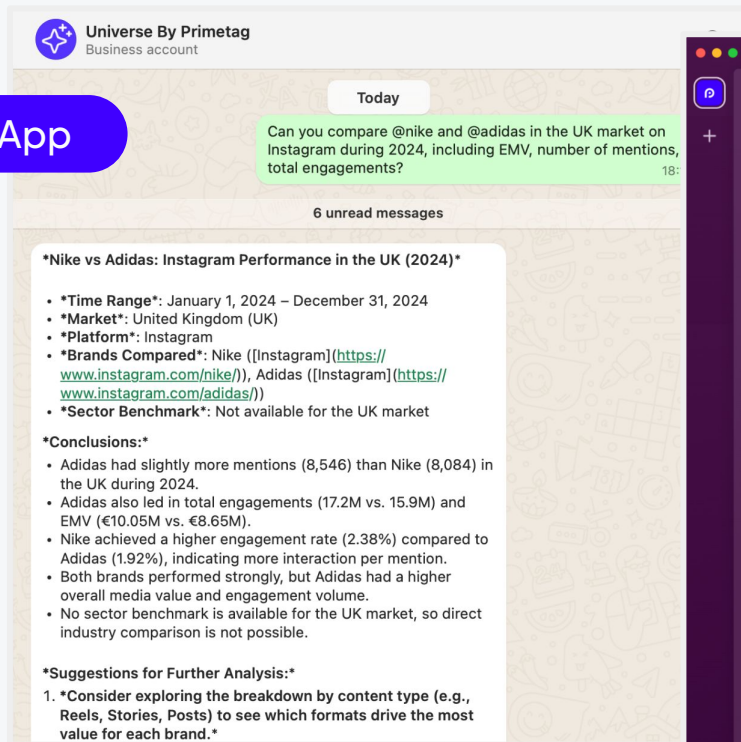 Universe By Primetag
Business account
App
Today
Can you compare @nike and @adidas in the UK market on
Instagram during 2024, including EMV, number of mentions,
total engagements?
18:
6 unread messages
*Nike vs Adidas: Instagram Performance in the UK (2024)*
• *Time Range*: January 1, 2024 – December 31, 2024
• *Market*: United Kingdom (UK)
• *Platform*: Instagram
• *Brands Compared*: Nike ([Instagram](https://
www.instagram.com/nike/)), Adidas ([Instagram](https://
www.instagram.com/adidas/))
• *Sector Benchmark*: Not available for the UK market
*Conclusions:*
• Adidas had slightly more mentions (8,546) than Nike (8,084) in
the UK during 2024.
• Adidas also led in total engagements (17.2M vs. 15.9M) and
EMV (€10.05M vs. €8.65M).
• Nike achieved a higher engagement rate (2.38%) compared to
Adidas (1.92%), indicating more interaction per mention.
• Both brands performed strongly, but Adidas had a higher
overall media value and engagement volume.
• No sector benchmark is available for the UK market, so direct
industry comparison is not possible.
*Suggestions for Further Analysis:*
1. *Consider exploring the breakdown by content type (e.g.,
Reels, Stories, Posts) to see which formats drive the most
value for each brand.*